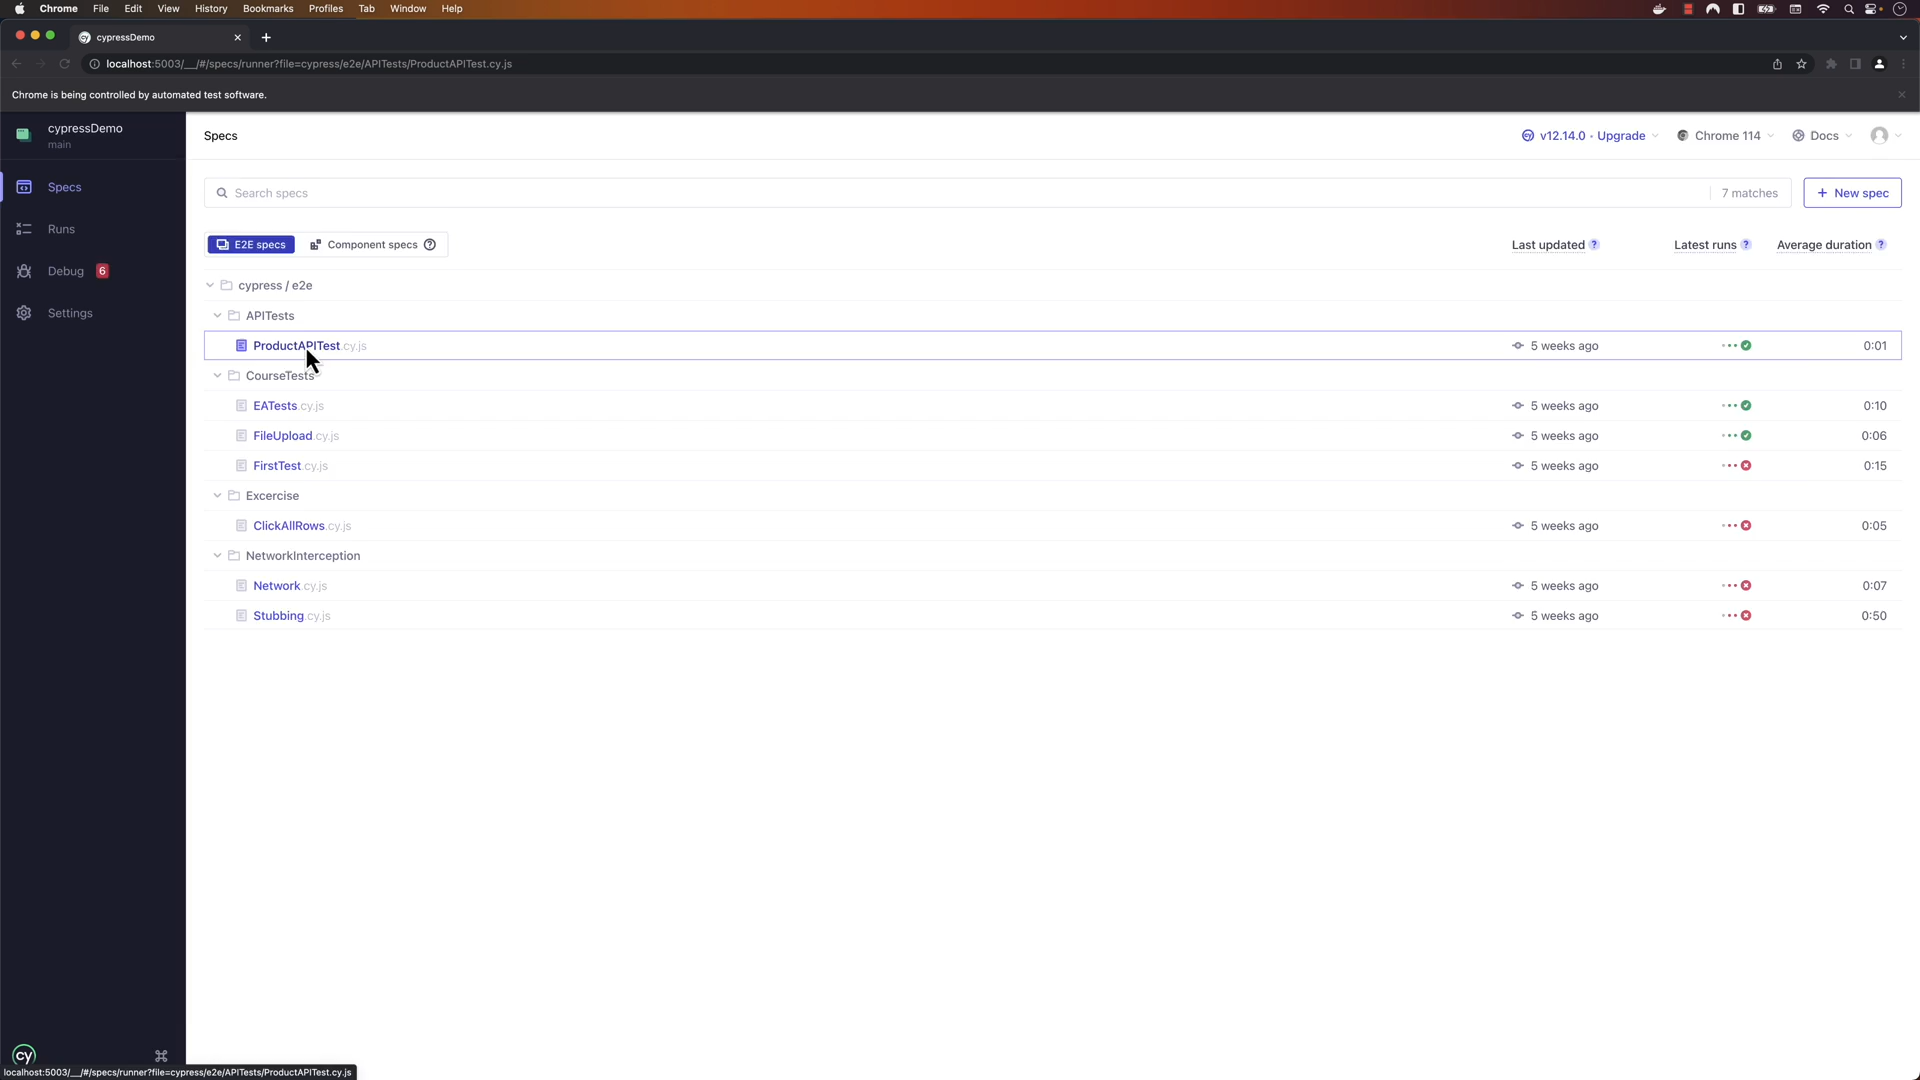 Chrome File Edit View History Bookmarks Profiles Tab Window Help
cypressDemo
localhost:5003/__/#/specs/runner?file=cypress/e2e/APITests/ProductAPITest.cy.js
Chrome is being controlled by automated test software.
cypressDemo
main
Specs
Runs
Debug 6
Settings
cy
Specs
v12.14.0 • Upgrade Chrome 114 Docs
Search specs 7 matches + New spec
E2E specs Component specs ? Last updated ? Latest runs ? Average duration ?
cypress / e2e
APITests
ProductAPITest.cy.js 5 weeks ago 0:01
CourseTests
EATests.cy.js 5 weeks ago 0:10
FileUpload.cy.js 5 weeks ago 0:06
FirstTest.cy.js 5 weeks ago 0:15
Excercise
ClickAllRows.cy.js 5 weeks ago 0:05
NetworkInterception
Network.cy.js 5 weeks ago 0:07
Stubbing.cy.js 5 weeks ago 0:50
localhost:5003/__/#/specs/runner?file=cypress/e2e/APITests/ProductAPITest.cy.js